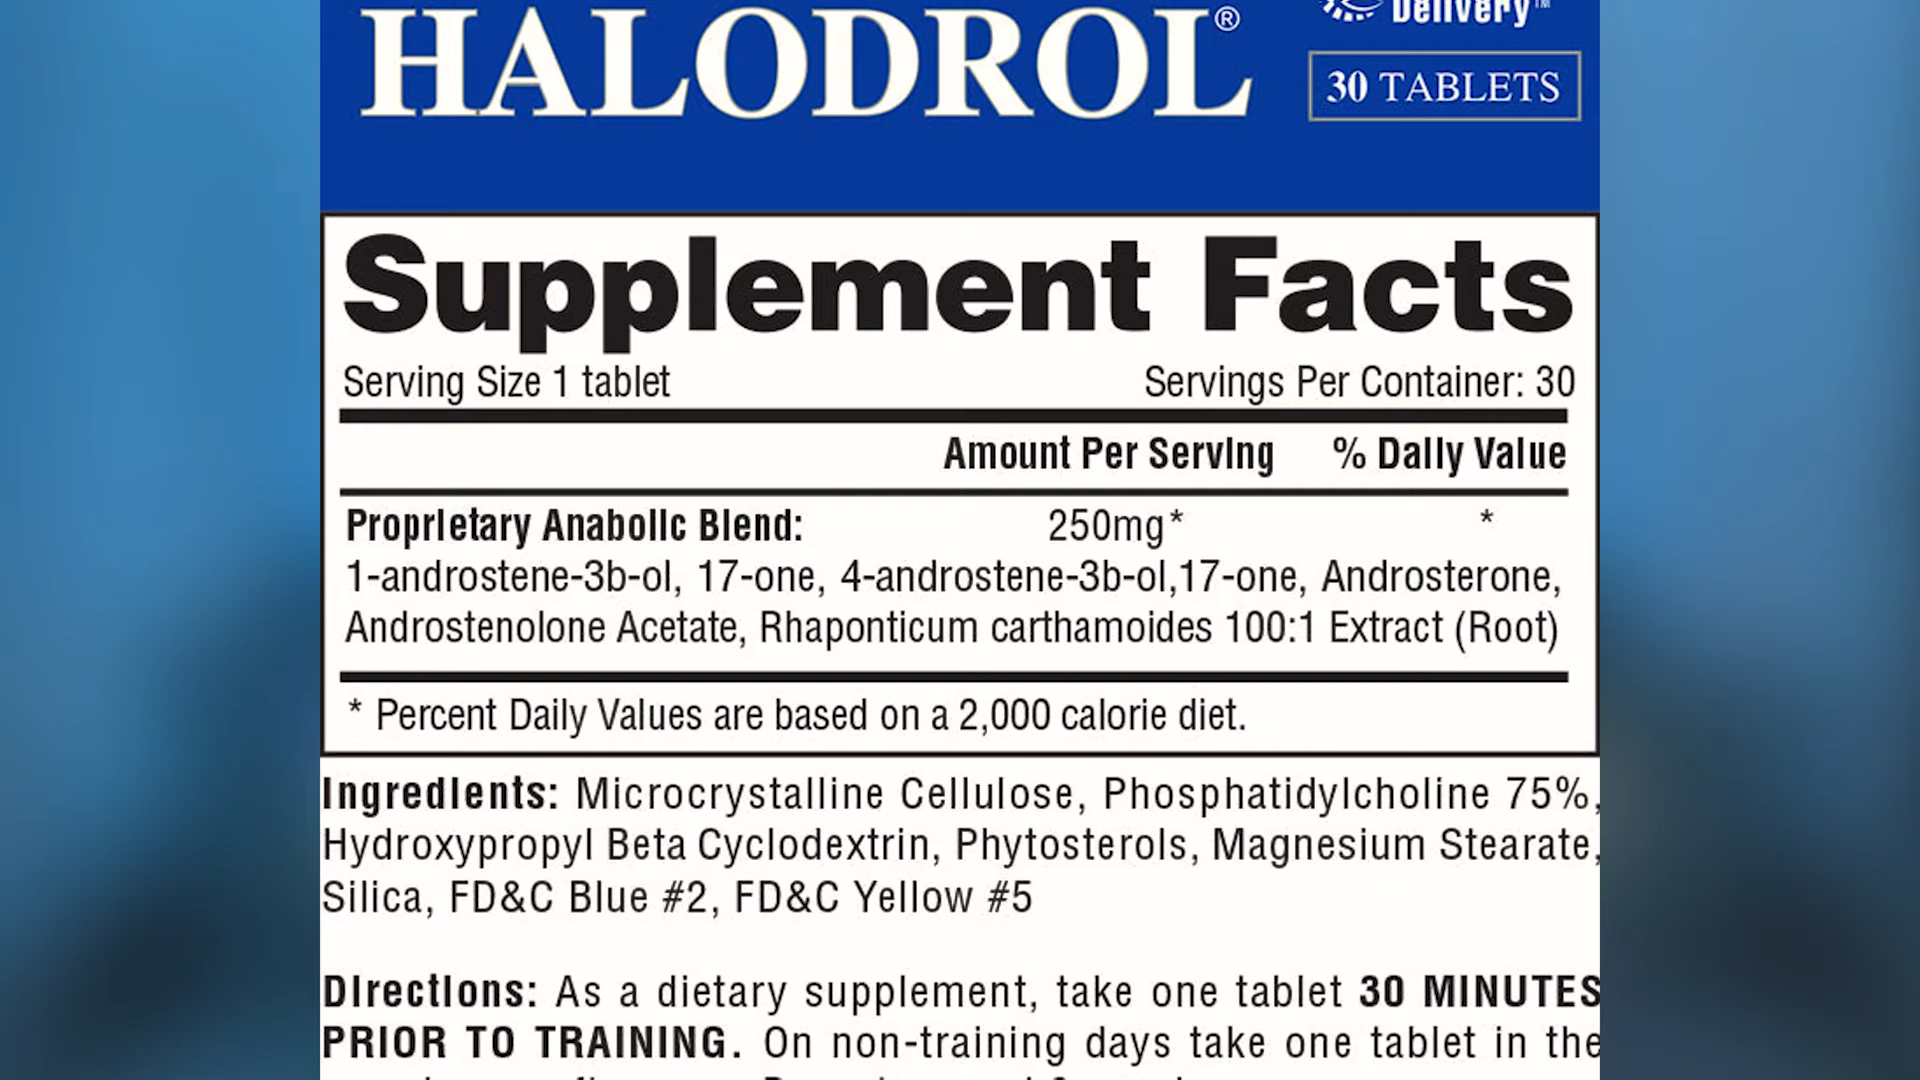 HALODROL®
Delivery™
30 TABLETS
Supplement Facts
Serving Size 1 tablet Servings Per Container: 30
Amount Per Serving % Daily Value
Proprietary Anabolic Blend: 250mg* *
1-androstene-3b-ol, 17-one, 4-androstene-3b-ol,17-one, Androsterone,
Androstenolone Acetate, Rhaponticum carthamoides 100:1 Extract (Root)
* Percent Daily Values are based on a 2,000 calorie diet.
Ingredients: Microcrystalline Cellulose, Phosphatidylcholine 75%,
Hydroxypropyl Beta Cyclodextrin, Phytosterols, Magnesium Stearate,
Silica, FD&C Blue #2, FD&C Yellow #5
Directions: As a dietary supplement, take one tablet 30 MINUTES
PRIOR TO TRAINING. On non-training days take one tablet in the